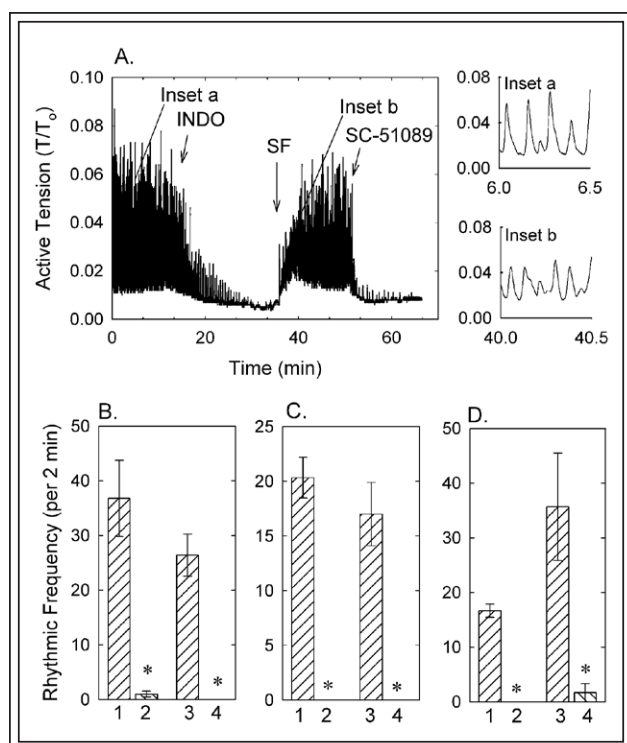 A.
0.10
0.08
0.06
0.04
0.02
0.00
Active Tension (T/To)
Inset a
INDO
SF
Inset b
SC-51089
0 20 40 60
Time (min)
Inset a
0.08
0.04
0.00
6.0 6.5
Inset b
0.08
0.04
0.00
40.0 40.5
Rhythmic Frequency (per 2 min)
B.
50
40
30
20
10
0
* *
1 2 3 4
C.
25
20
15
10
5
0
* *
1 2 3 4
D.
50
40
30
20
10
0
* *
1 2 3 4